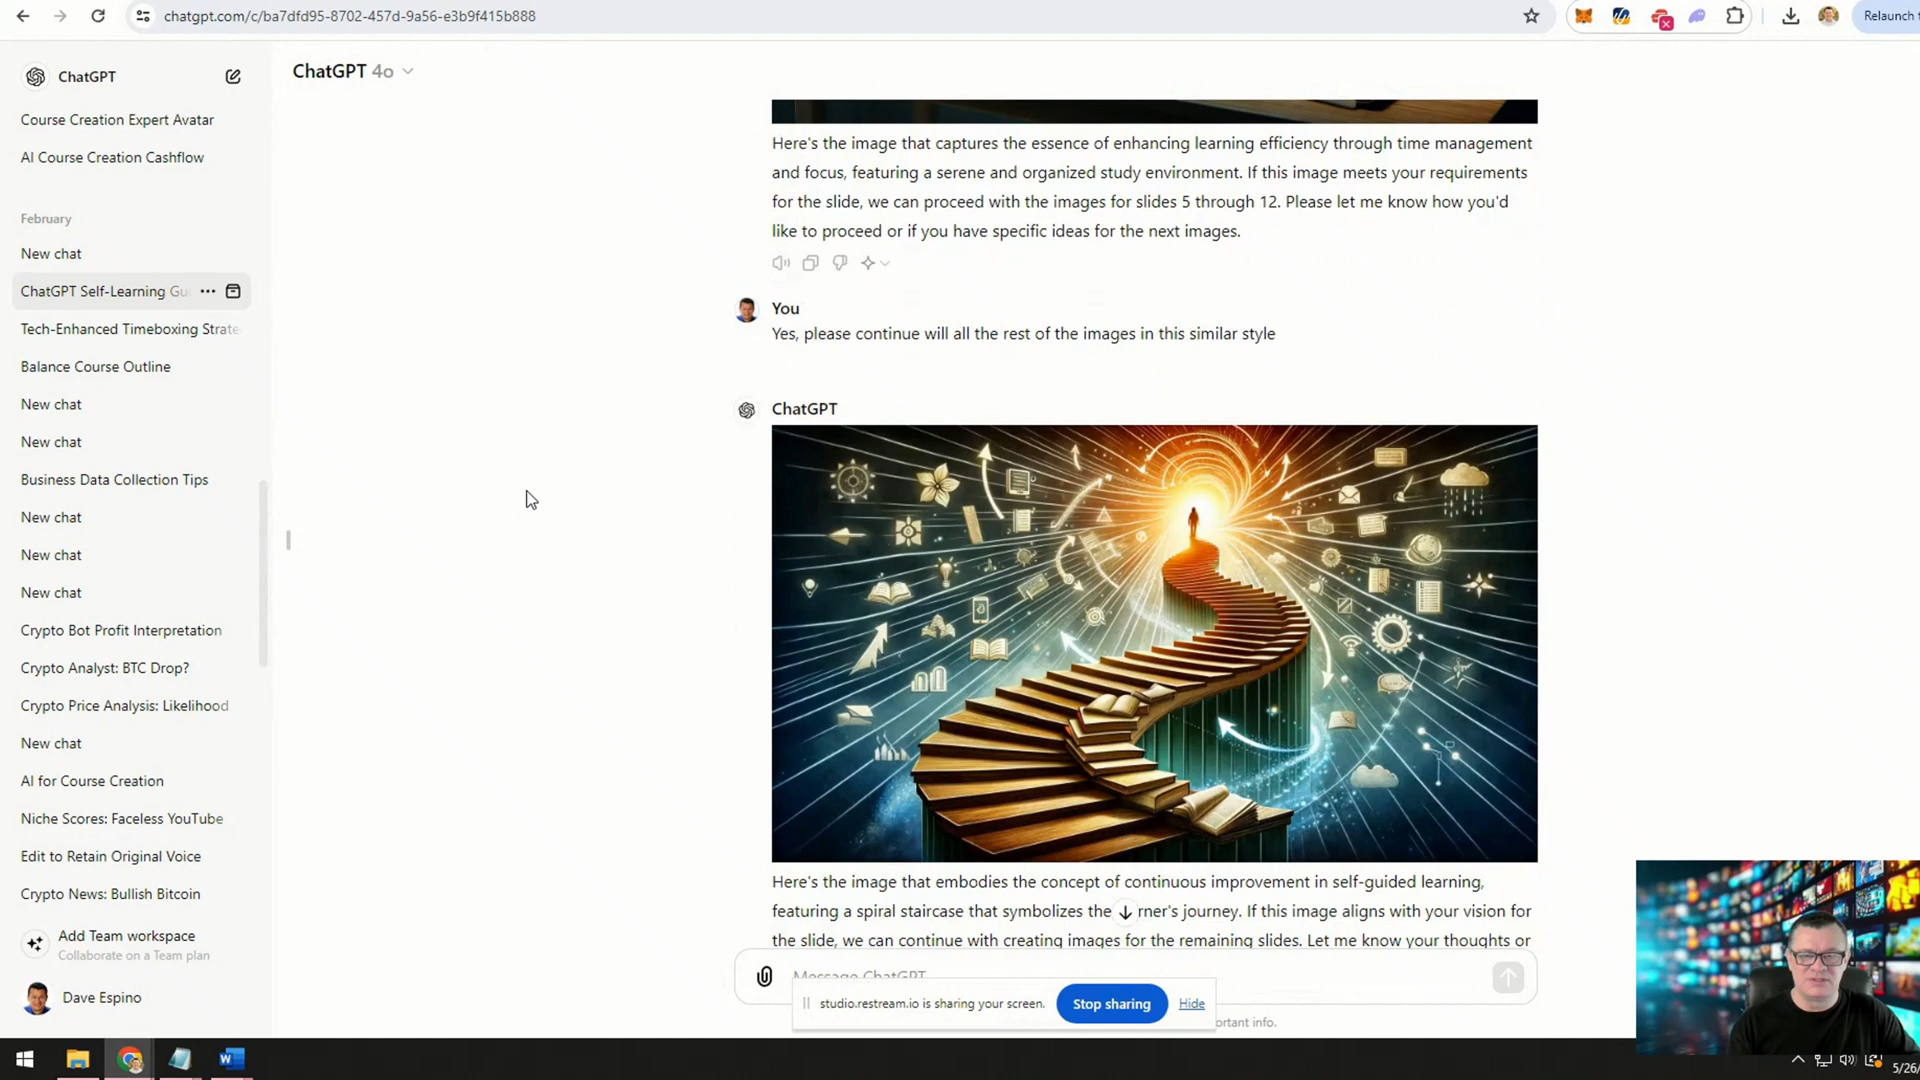 chatgpt.com/c/ba7dfd95-8702-457d-9a56-e3b9f415b888
Relaunch
ChatGPT
Course Creation Expert Avatar
AI Course Creation Cashflow
February
New chat
ChatGPT Self-Learning Gu
Tech-Enhanced Timeboxing Strate
Balance Course Outline
New chat
New chat
Business Data Collection Tips
New chat
New chat
New chat
Crypto Bot Profit Interpretation
Crypto Analyst: BTC Drop?
Crypto Price Analysis: Likelihood
New chat
AI for Course Creation
Niche Scores: Faceless YouTube
Edit to Retain Original Voice
Crypto News: Bullish Bitcoin
Add Team workspace
Collaborate on a Team plan
Dave Espino
ChatGPT 4o
Here's the image that captures the essence of enhancing learning efficiency through time management
and focus, featuring a serene and organized study environment. If this image meets your requirements
for the slide, we can proceed with the images for slides 5 through 12. Please let me know how you'd
like to proceed or if you have specific ideas for the next images.
You
Yes, please continue will all the rest of the images in this similar style
ChatGPT
Here's the image that embodies the concept of continuous improvement in self-guided learning,
featuring a spiral staircase that symbolizes the rner's journey. If this image aligns with your vision for
the slide, we can continue with creating images for the remaining slides. Let me know your thoughts or
Message ChatGPT
studio.restream.io is sharing your screen.
Stop sharing
Hide
ortant info.
5/26/